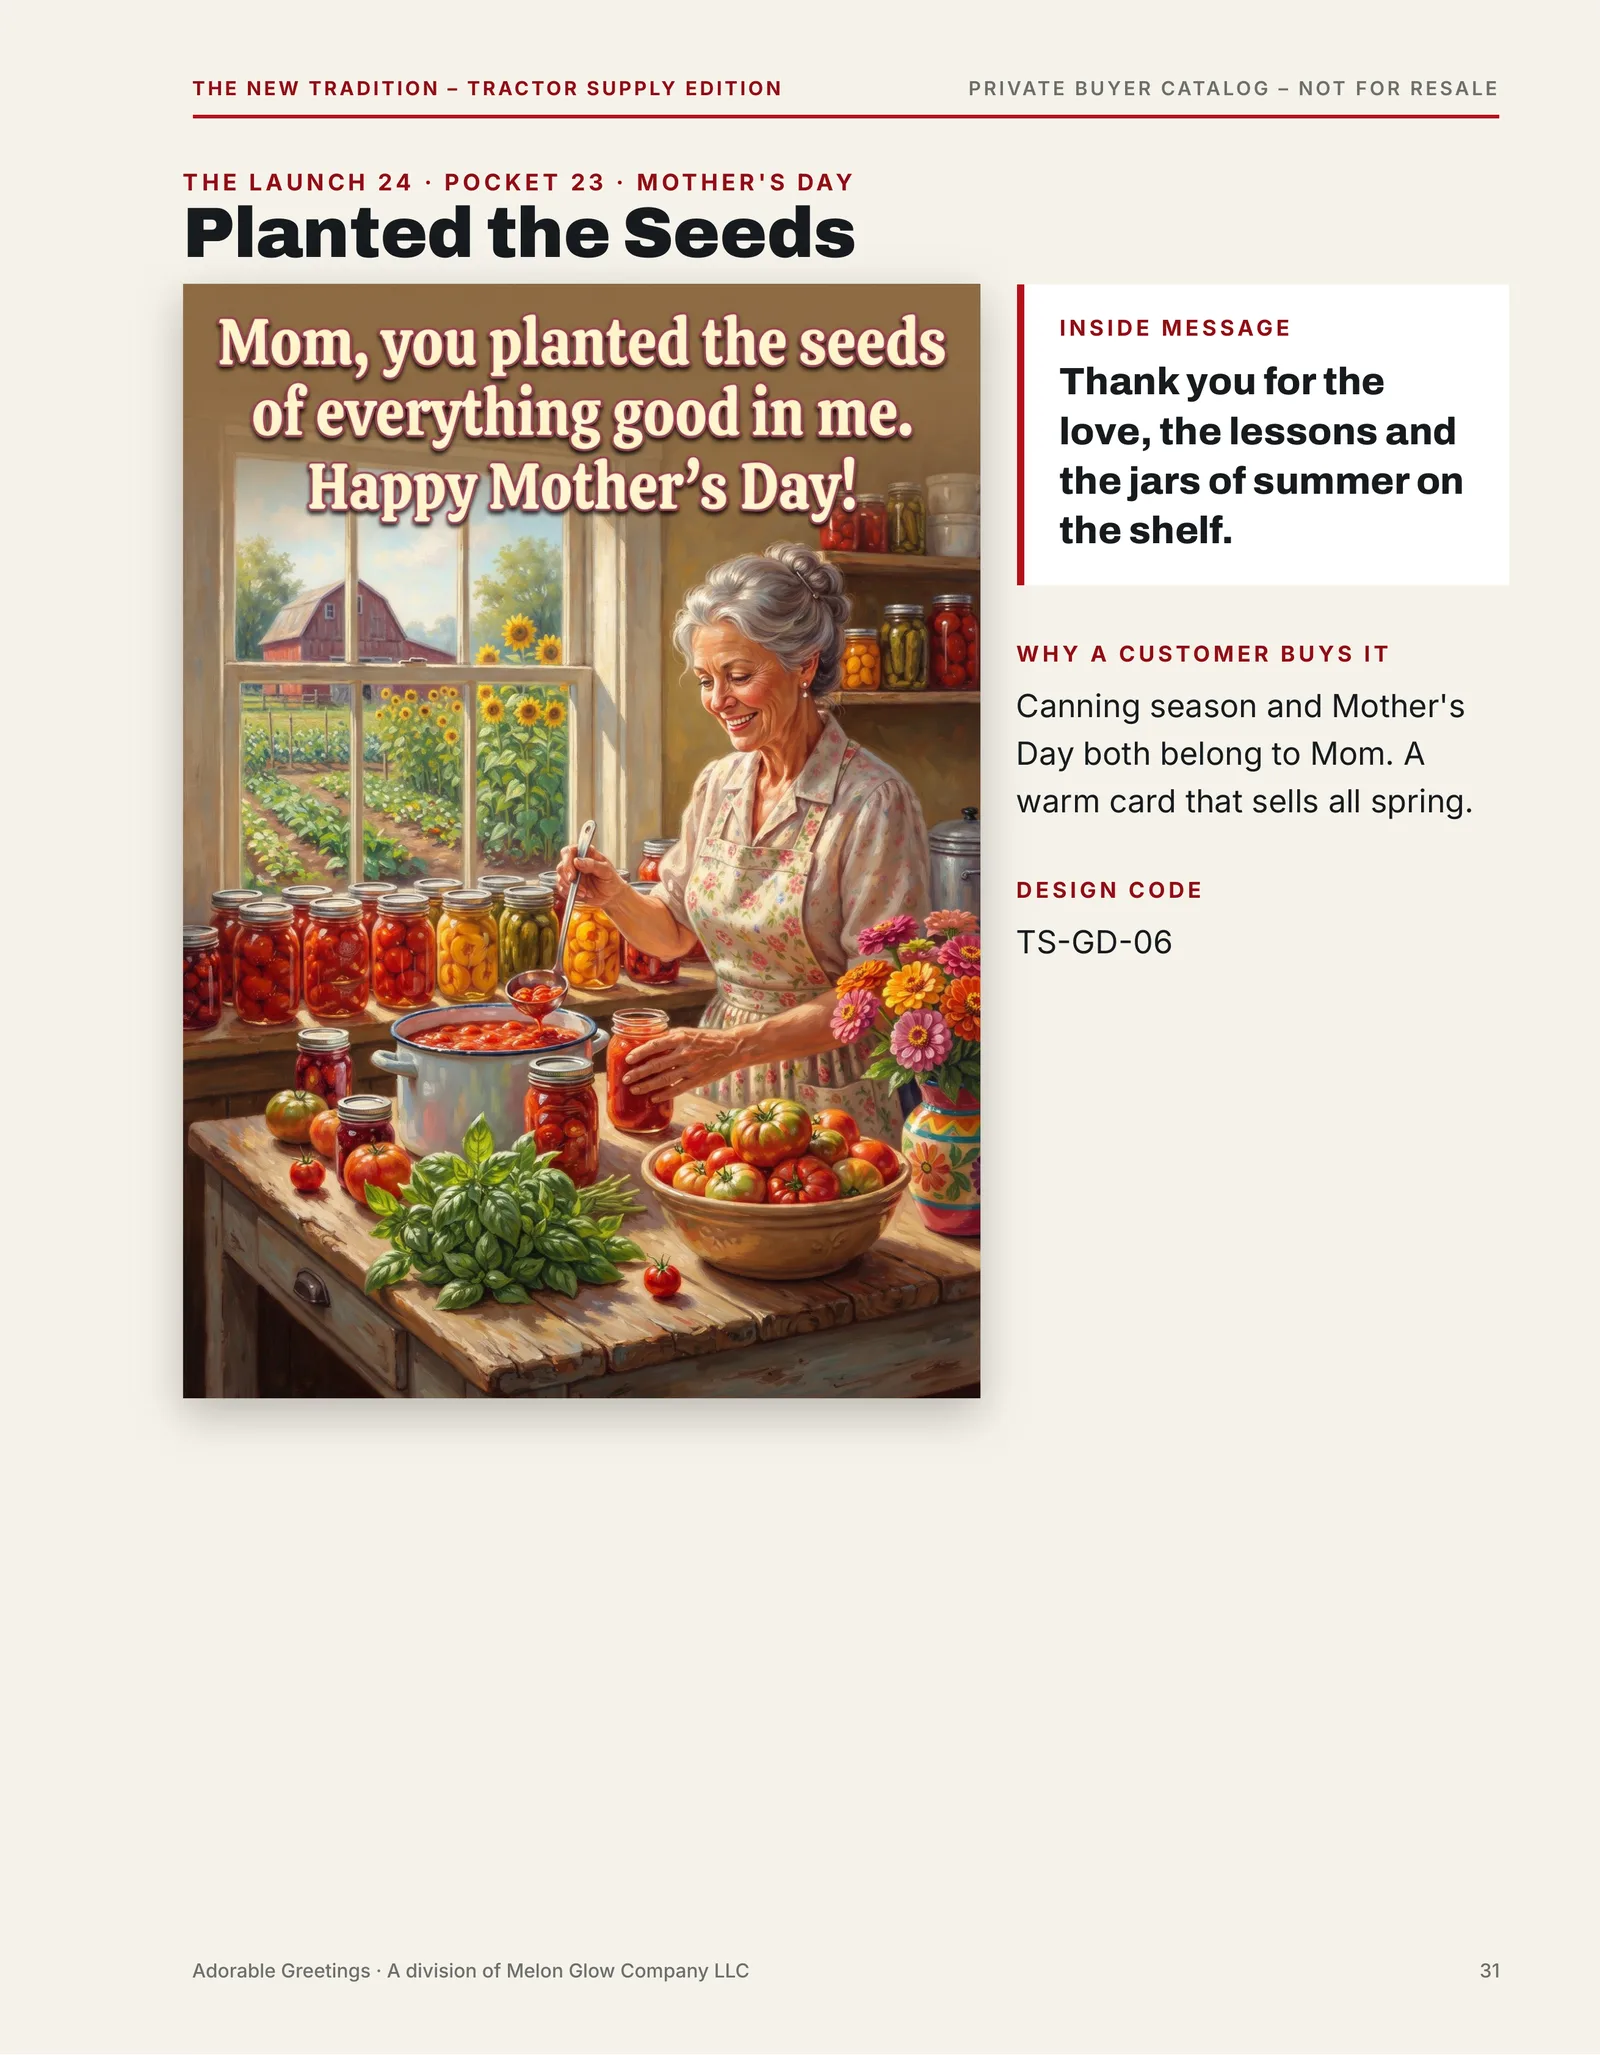 THE NEW TRADITION – TRACTOR SUPPLY EDITION
PRIVATE BUYER CATALOG – NOT FOR RESALE
THE LAUNCH 24 · POCKET 23 · MOTHER'S DAY
Planted the Seeds
Mom, you planted the seeds
of everything good in me.
Happy Mother’s Day!
INSIDE MESSAGE
Thank you for the
love, the lessons and
the jars of summer on
the shelf.
WHY A CUSTOMER BUYS IT
Canning season and Mother's
Day both belong to Mom. A
warm card that sells all spring.
DESIGN CODE
TS-GD-06
Adorable Greetings · A division of Melon Glow Company LLC
31